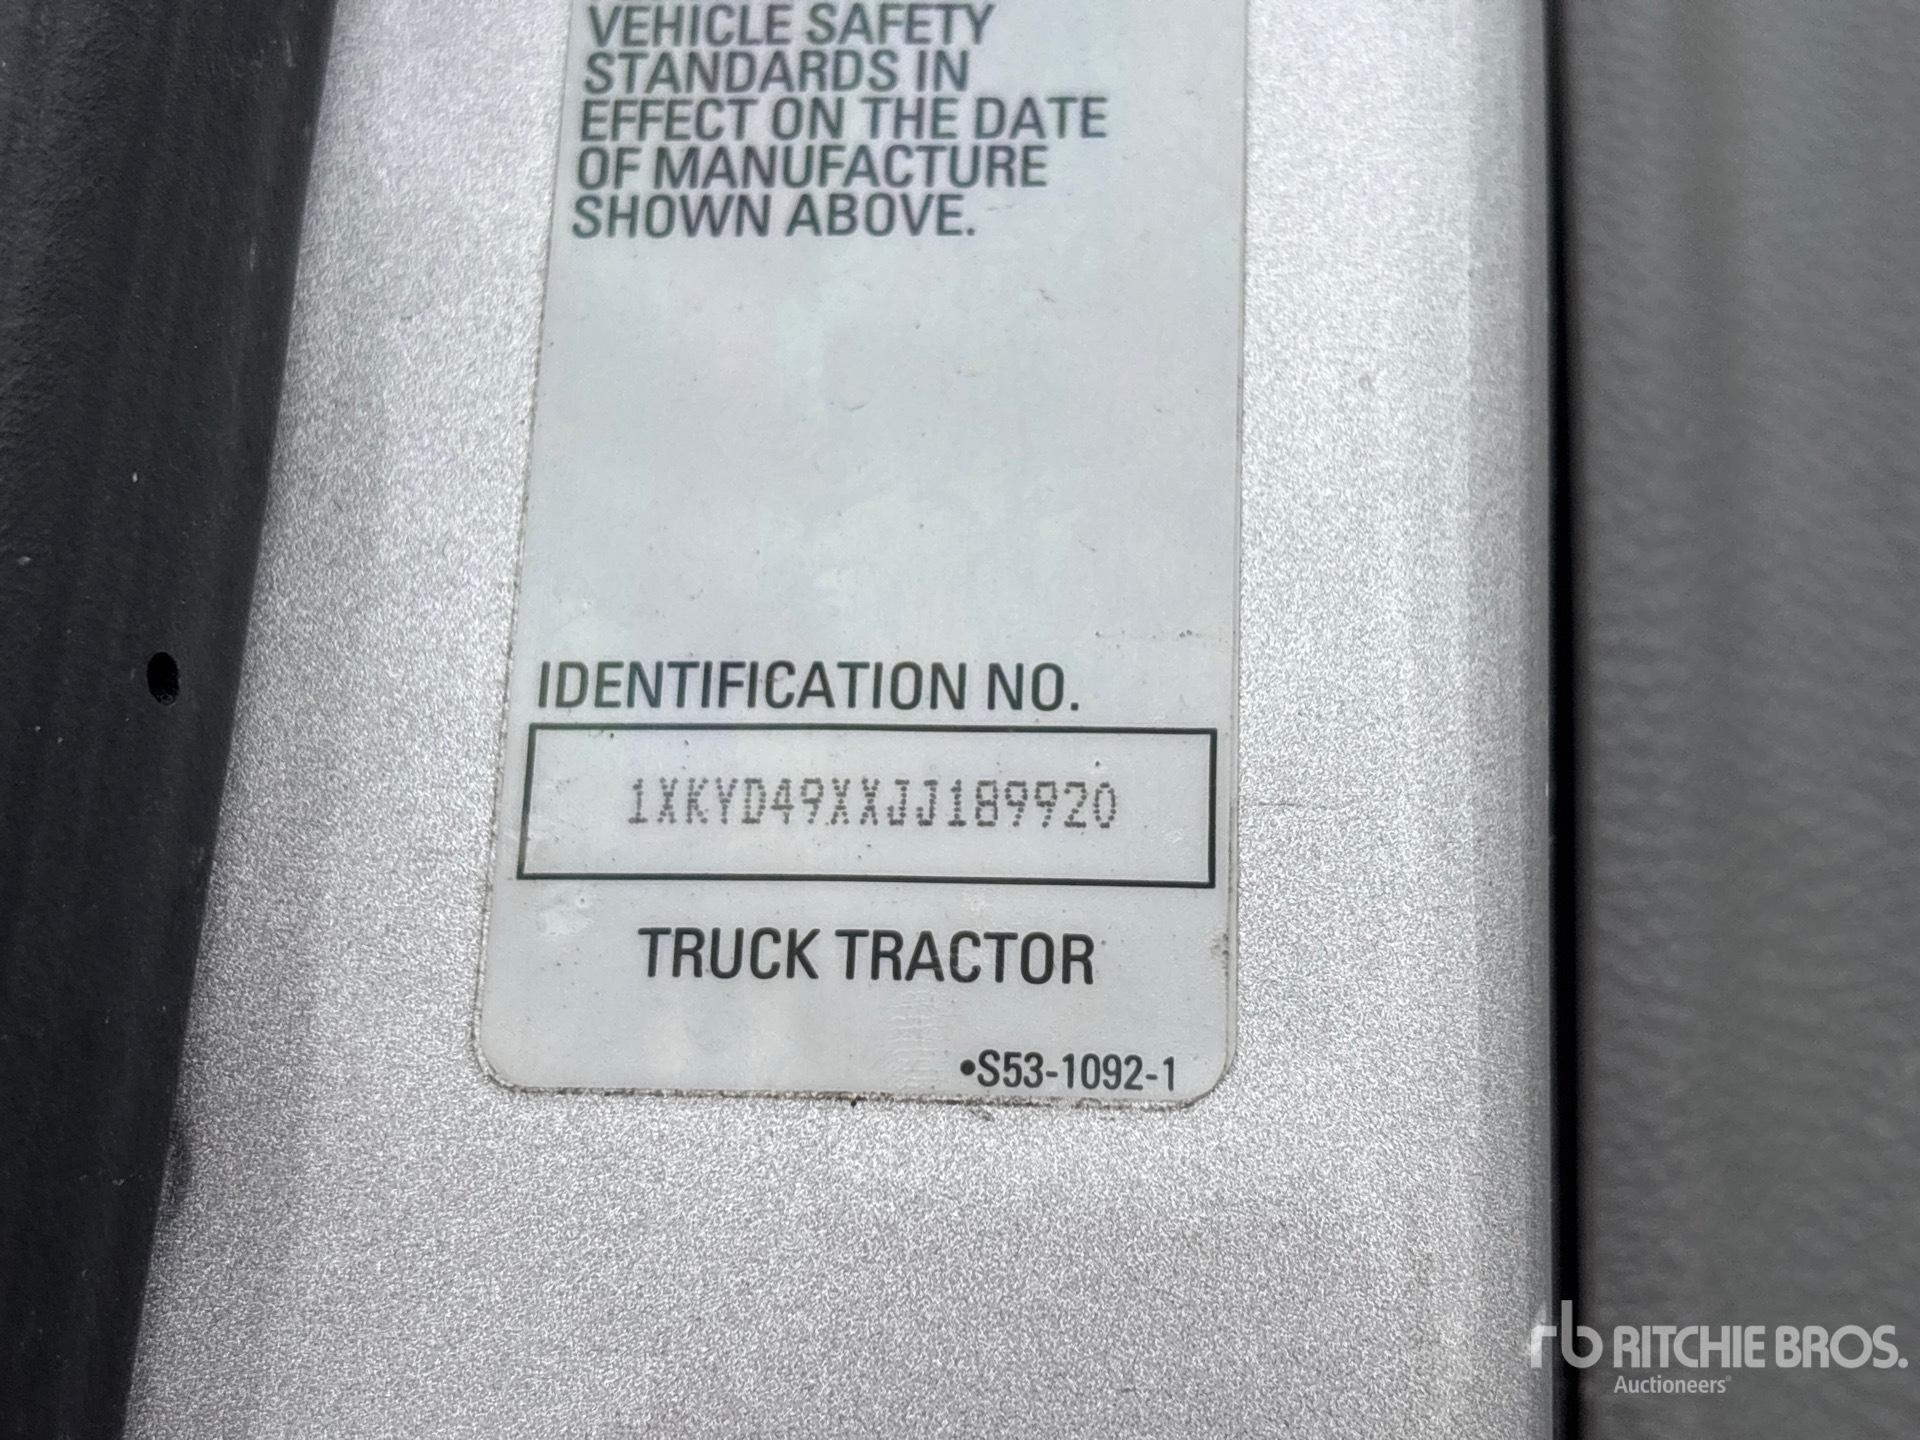 VEHICLE SAFETY
STANDARDS IN
EFFECT ON THE DATE
OF MANUFACTURE
SHOWN ABOVE.
IDENTIFICATION NO.
1XKYD49XXJJ189920
TRUCK TRACTOR
•S53-1092-1
rb RITCHIE BROS.
Auctioneers